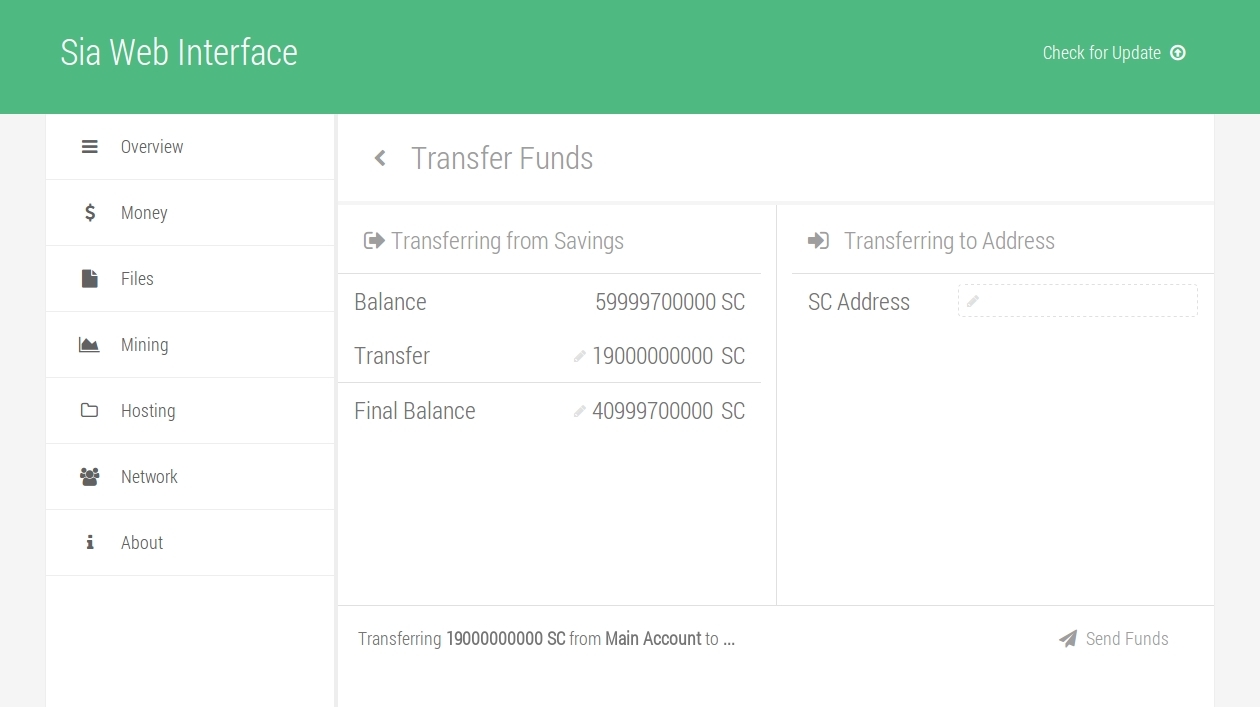 Sia Web Interface
Check for Update
Overview
Money
Files
Mining
Hosting
Network
About
Transfer Funds
Transferring from Savings
Balance 59999700000 SC
Transfer 19000000000 SC
Final Balance 40999700000 SC
Transferring to Address
SC Address
Transferring 19000000000 SC from Main Account to ...
Send Funds